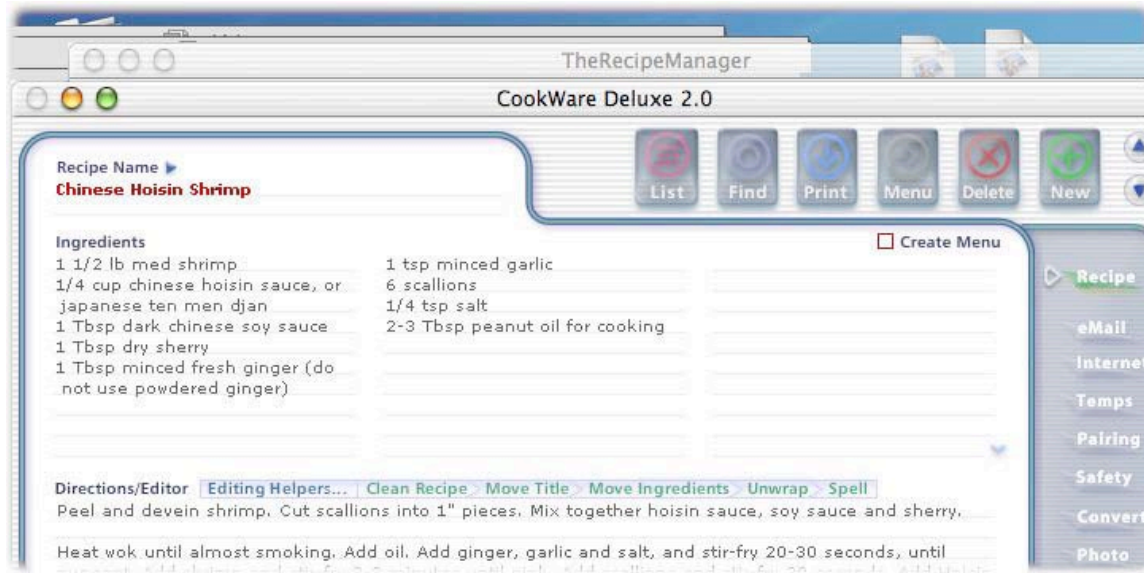 TheRecipeManager
CookWare Deluxe 2.0
List Find Print Menu Delete New
Recipe Name
Chinese Hoisin Shrimp
Ingredients
Create Menu
1 1/2 lb med shrimp
1/4 cup chinese hoisin sauce, or
japanese ten men djan
1 Tbsp dark chinese soy sauce
1 Tbsp dry sherry
1 Tbsp minced fresh ginger (do
not use powdered ginger)
1 tsp minced garlic
6 scallions
1/4 tsp salt
2-3 Tbsp peanut oil for cooking
Recipe
eMail
Interne
Temps
Pairing
Safety
Convert
Photo
Directions/Editor Editing Helpers... Clean Recipe Move Title Move Ingredients Unwrap Spell
Peel and devein shrimp. Cut scallions into 1" pieces. Mix together hoisin sauce, soy sauce and sherry.
Heat wok until almost smoking. Add oil. Add ginger, garlic and salt, and stir-fry 20-30 seconds, until